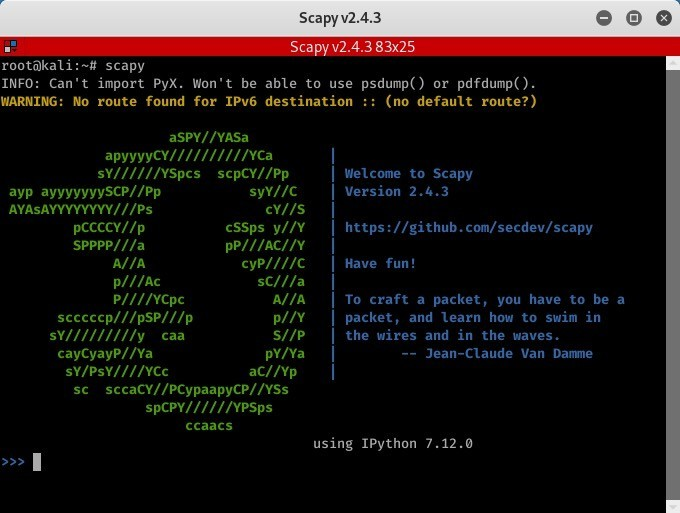 Scapy v2.4.3
Scapy v2.4.3 83x25
root@kali:~# scapy
INFO: Can't import PyX. Won't be able to use psdump() or pdfdump().
WARNING: No route found for IPv6 destination :: (no default route?)
                     aSPY//YASa
             apyyyyCY//////////YCa       |
            sY//////YSpcs  scpCY//Pp     | Welcome to Scapy
 ayp ayyyyyyySCP//Pp           syY//C    | Version 2.4.3
 AYAsAYYYYYYYY///Ps              cY//S   |
         pCCCCY//p          cSSps y//Y   | https://github.com/secdev/scapy
         SPPPP///a          pP///AC//Y   |
              A//A            cyP////C   | Have fun!
              p///Ac            sC///a   |
              P////YCpc           A//A   | To craft a packet, you have to be a
       scccccp///pSP///p          p//Y   | packet, and learn how to swim in
      sY/////////y  caa           S//P   | the wires and in the waves.
       cayCyayP//Ya              pY/Ya   |        -- Jean-Claude Van Damme
        sY/PsY////YCc          aC//Yp    |
         sc  sccaCY//PCypaapyCP//YSs
                  spCPY//////YPSps
                       ccaacs
                                       using IPython 7.12.0
>>>